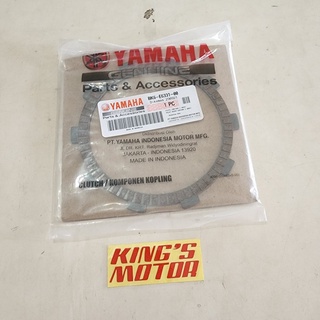 YAMAHA
GENUINE
Parts & Accessories
YAMAHA
1 PC
PT. YAMAHA INDONESIA MOTOR MFG.
JAKARTA - INDONESIA 13920
MADE IN INDONESIA
CLUTCH / KOMPONEN KOPLING
KING'S
MOTOR